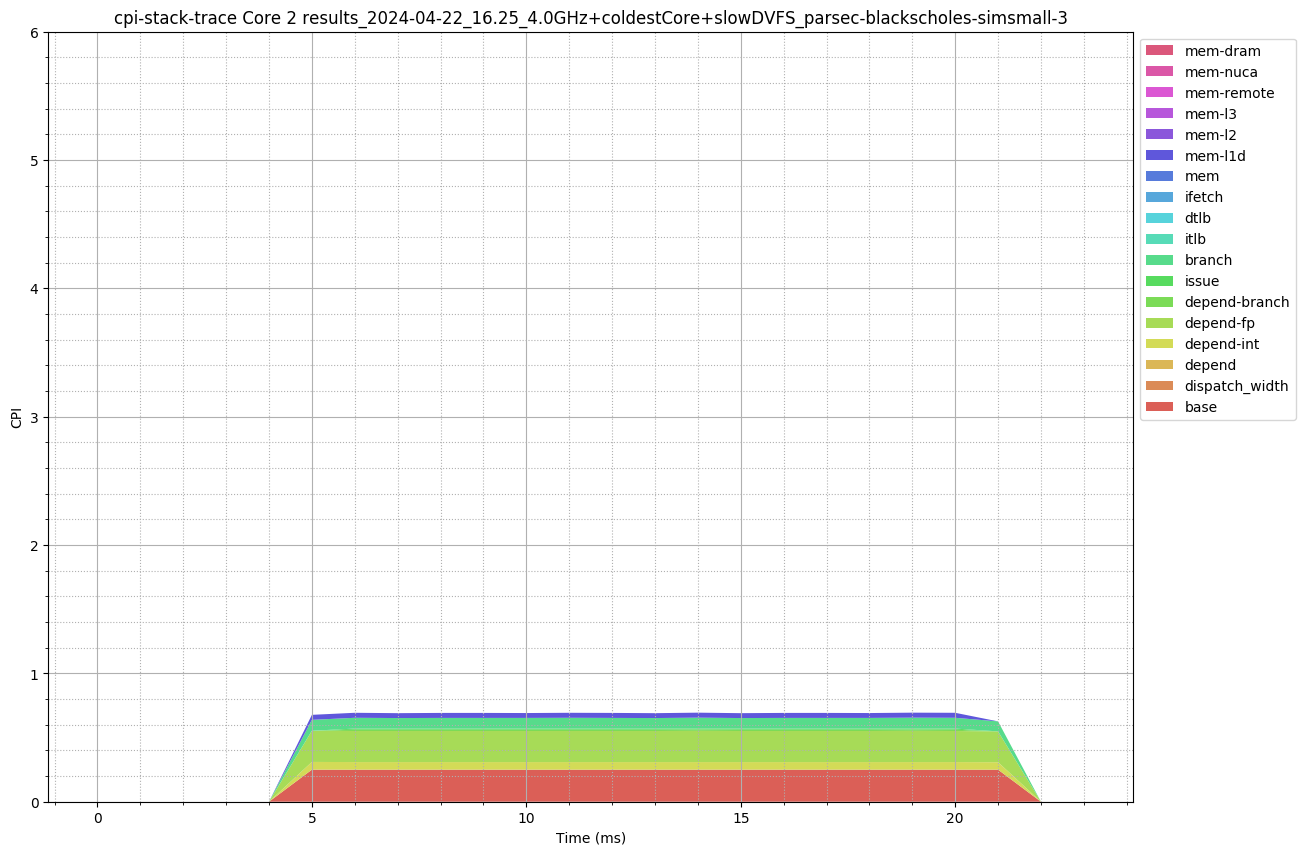 cpi-stack-trace Core 2 results_2024-04-22_16.25_4.0GHz+coldestCore+slowDVFS_parsec-blackscholes-simsmall-3
6
5
4
3
2
1
0
CPI
0
5
10
15
20
Time (ms)
mem-dram
mem-nuca
mem-remote
mem-l3
mem-l2
mem-l1d
mem
ifetch
dtlb
itlb
branch
issue
depend-branch
depend-fp
depend-int
depend
dispatch_width
base